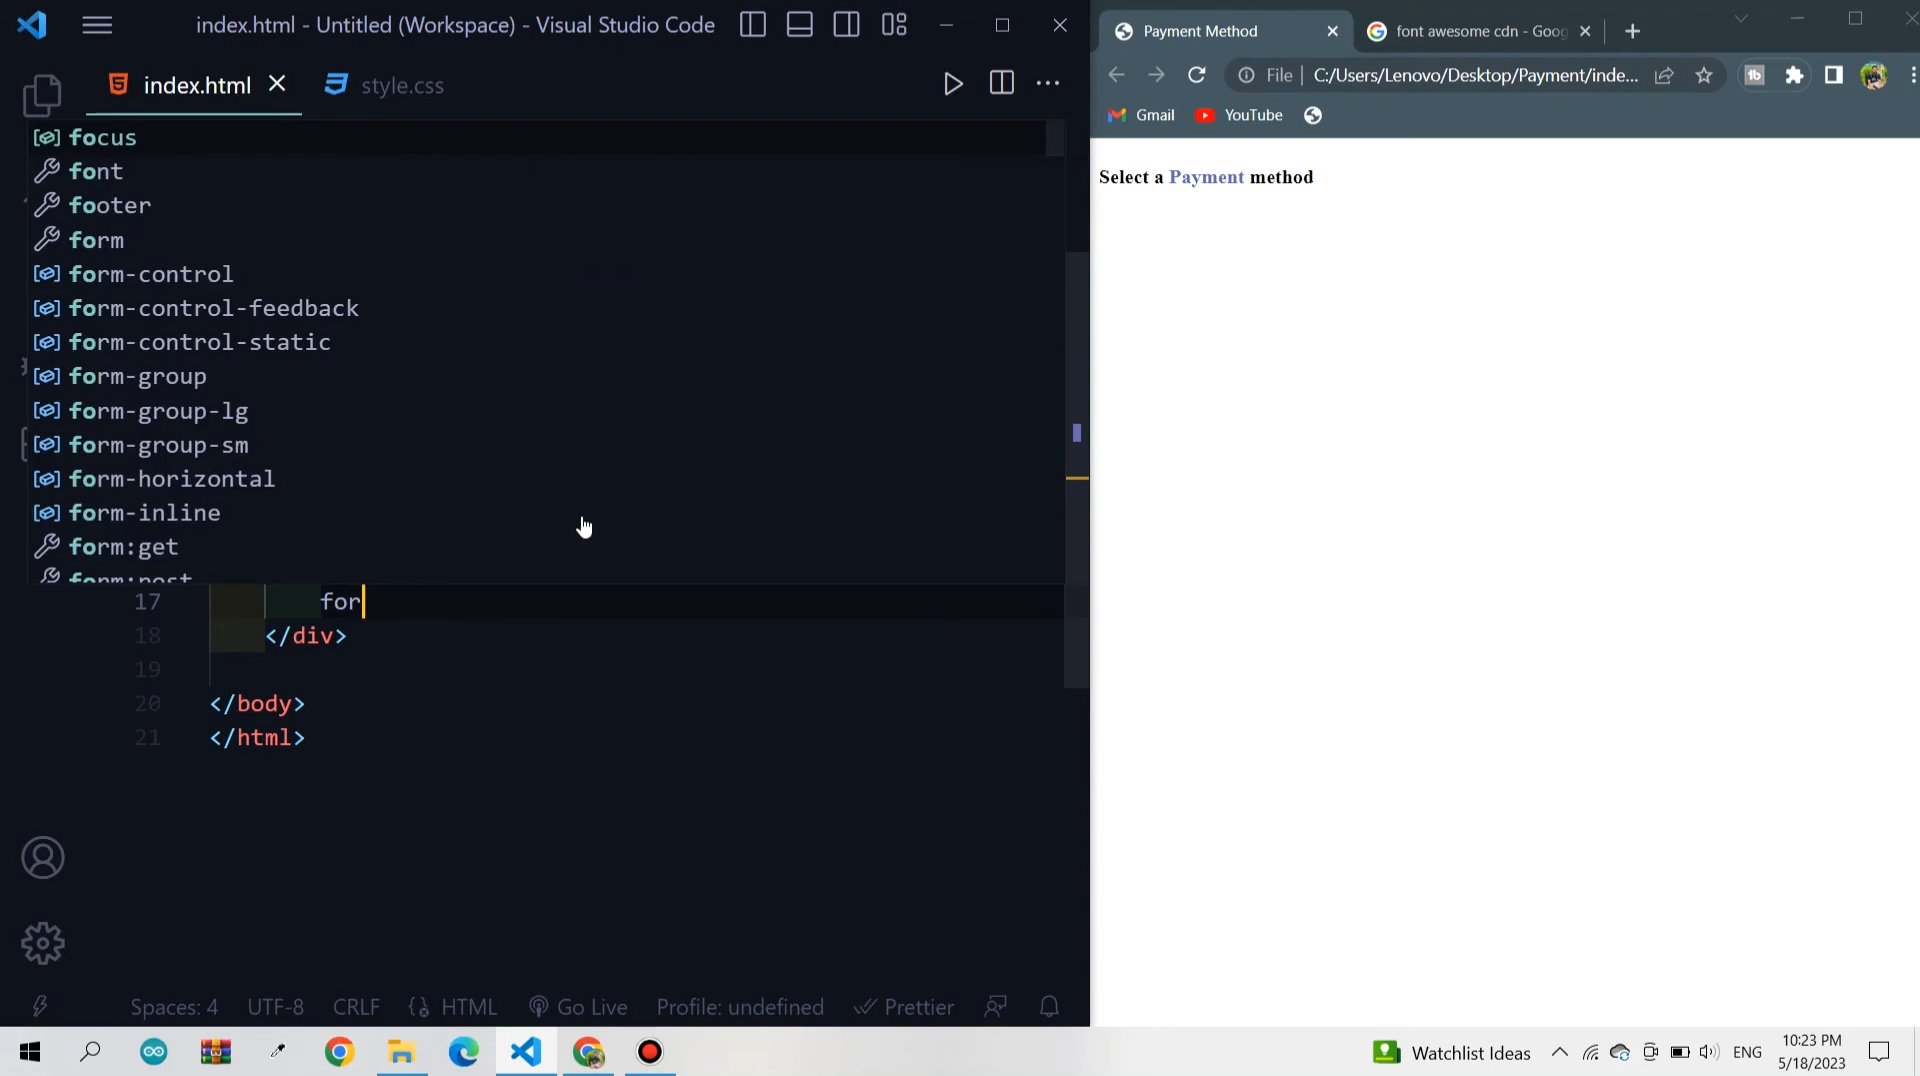 index.html - Untitled (Workspace) - Visual Studio Code
index.html
style.css
focus
font
footer
form
form-control
form-control-feedback
form-control-static
form-group
form-group-lg
form-group-sm
form-horizontal
form-inline
form:get
form:post
17 for
18 </div>
19
20 </body>
21 </html>
Spaces: 4 UTF-8 CRLF HTML Go Live Profile: undefined Prettier
Payment Method
font awesome cdn - Goog
File C:/Users/Lenovo/Desktop/Payment/inde...
Gmail YouTube
Select a Payment method
Watchlist Ideas
ENG
10:23 PM
5/18/2023